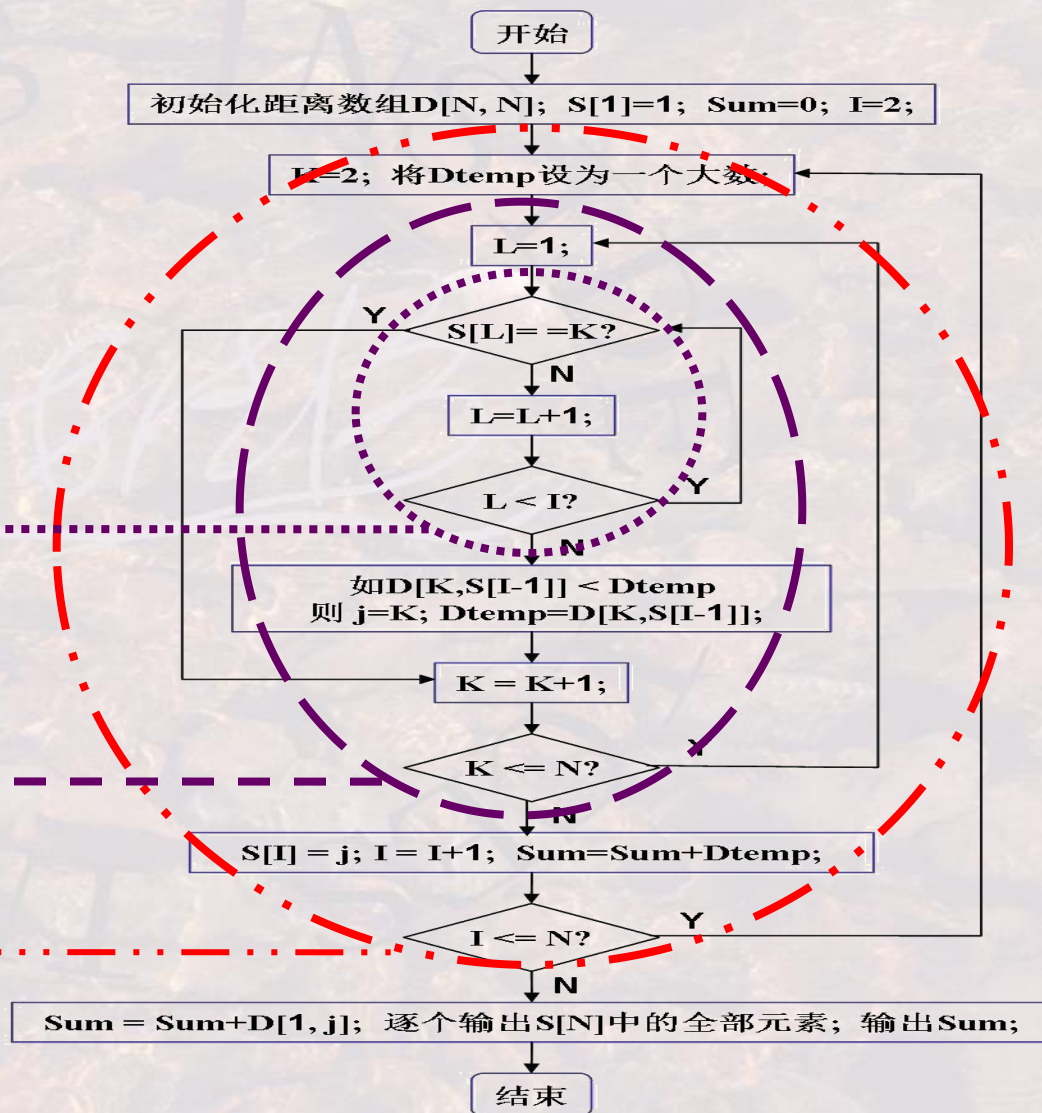 开始
初始化距离数组D[N, N]; S[1]=1; Sum=0; I=2;
K=2; 将Dtemp设为一个大数;
L=1;
Y
S[L]= =K?
N
L=L+1;
L < I?
Y
N
如D[K,S[I-1]] < Dtemp
则 j=K; Dtemp=D[K,S[I-1]];
K = K+1;
K <= N?
Y
N
S[I] = j; I = I+1; Sum=Sum+Dtemp;
I <= N?
Y
N
Sum = Sum+D[1, j]; 逐个输出S[N]中的全部元素; 输出Sum;
结束